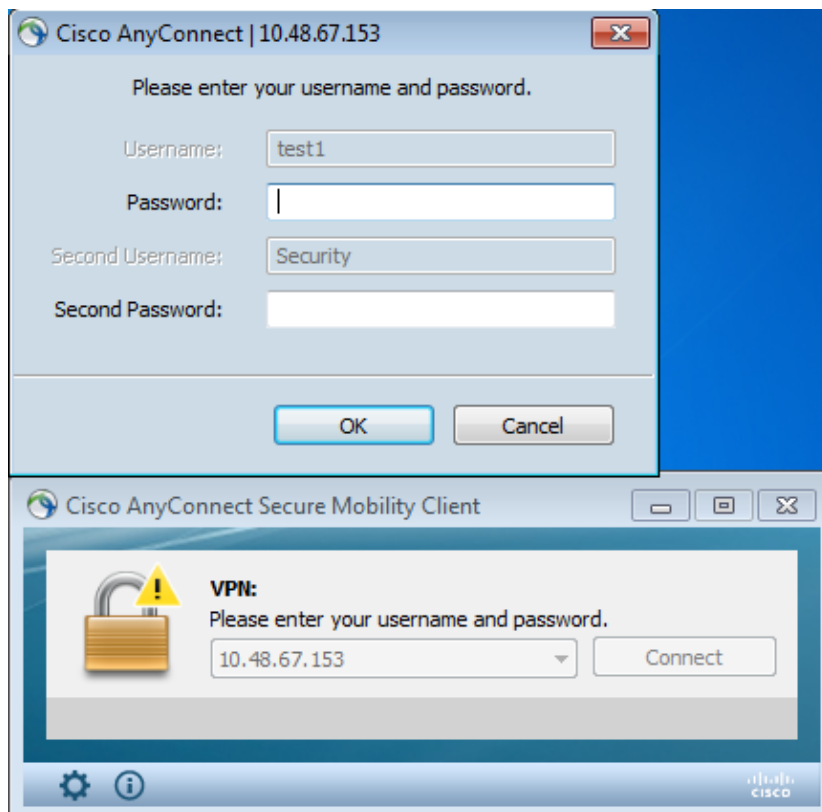 Cisco AnyConnect | 10.48.67.153
Please enter your username and password.
Username: test1
Password:
Second Username: Security
Second Password:
OK Cancel
Cisco AnyConnect Secure Mobility Client
VPN:
Please enter your username and password.
10.48.67.153 Connect
CISCO